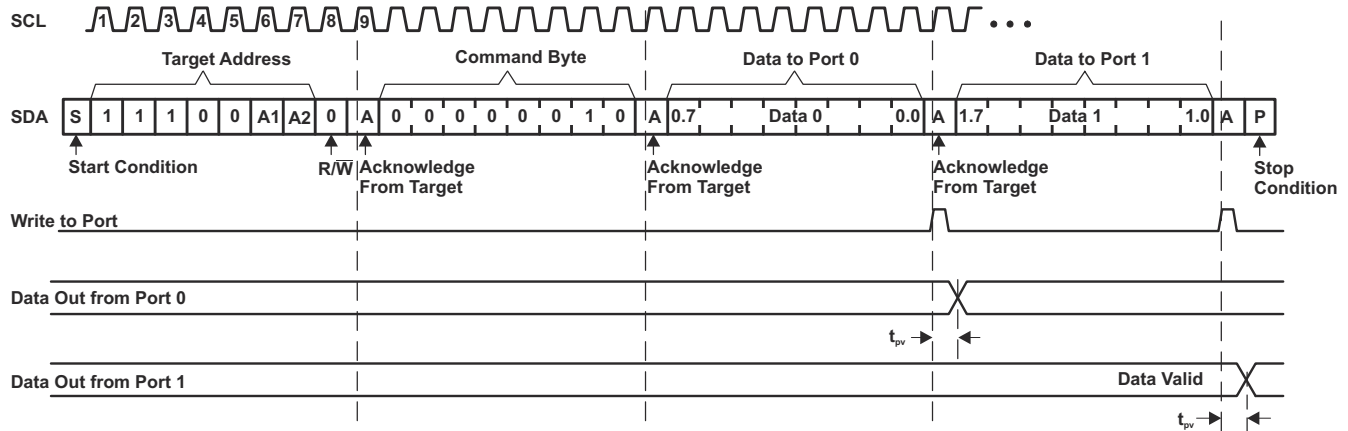 SCL 1 2 3 4 5 6 7 8 9 • • •
Target Address Command Byte Data to Port 0 Data to Port 1
SDA S 1 1 1 0 0 A1 A2 0 A 0 0 0 0 0 0 1 0 A 0.7 Data 0 0.0 A 1.7 Data 1 1.0 A P
Start Condition R/W̅ Acknowledge Acknowledge Acknowledge Stop
From Target From Target From Target Condition
Write to Port
Data Out from Port 0
tpv
Data Out from Port 1 Data Valid
tpv